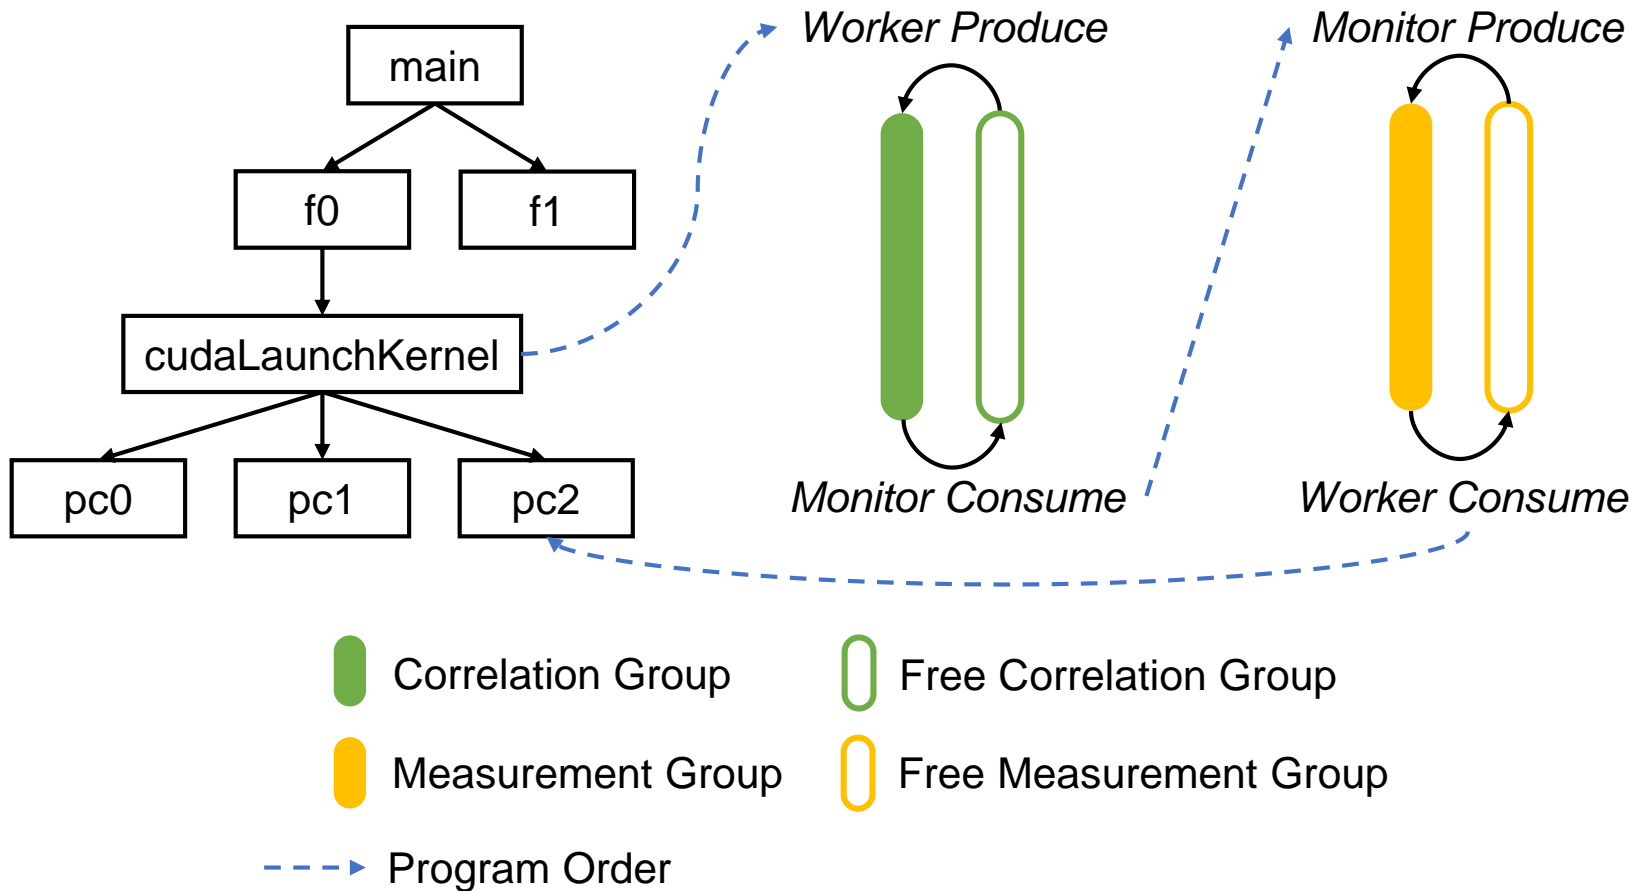 main
f0
f1
cudaLaunchKernel
pc0
pc1
pc2
Worker Produce
Monitor Consume
Monitor Produce
Worker Consume
Correlation Group
Free Correlation Group
Measurement Group
Free Measurement Group
Program Order